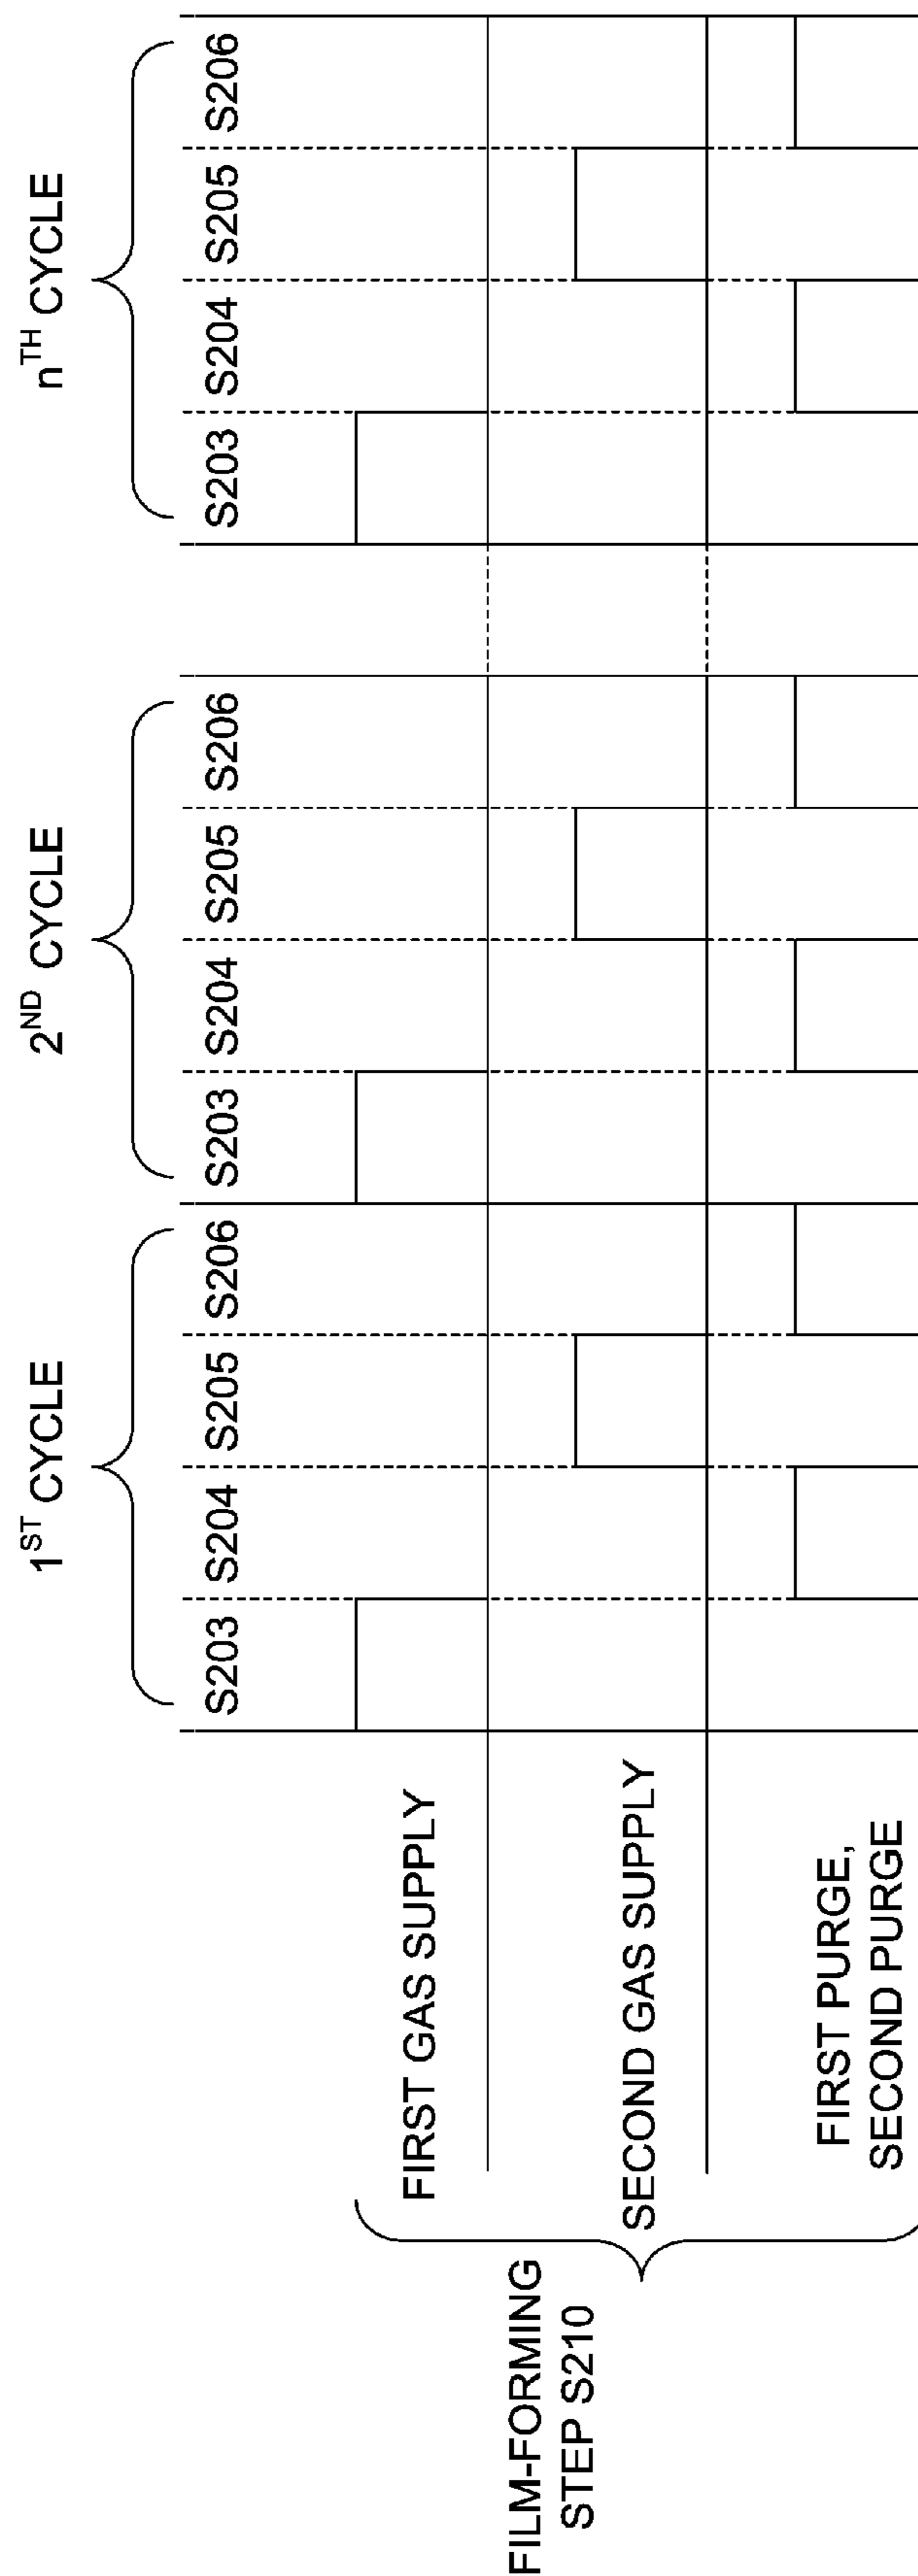 1ST CYCLE
2ND CYCLE
nTH CYCLE
S203 S204 S205 S206 S203 S204 S205 S206 S203 S204 S205 S206
FILM-FORMING
STEP S210
FIRST GAS SUPPLY
SECOND GAS SUPPLY
FIRST PURGE,
SECOND PURGE